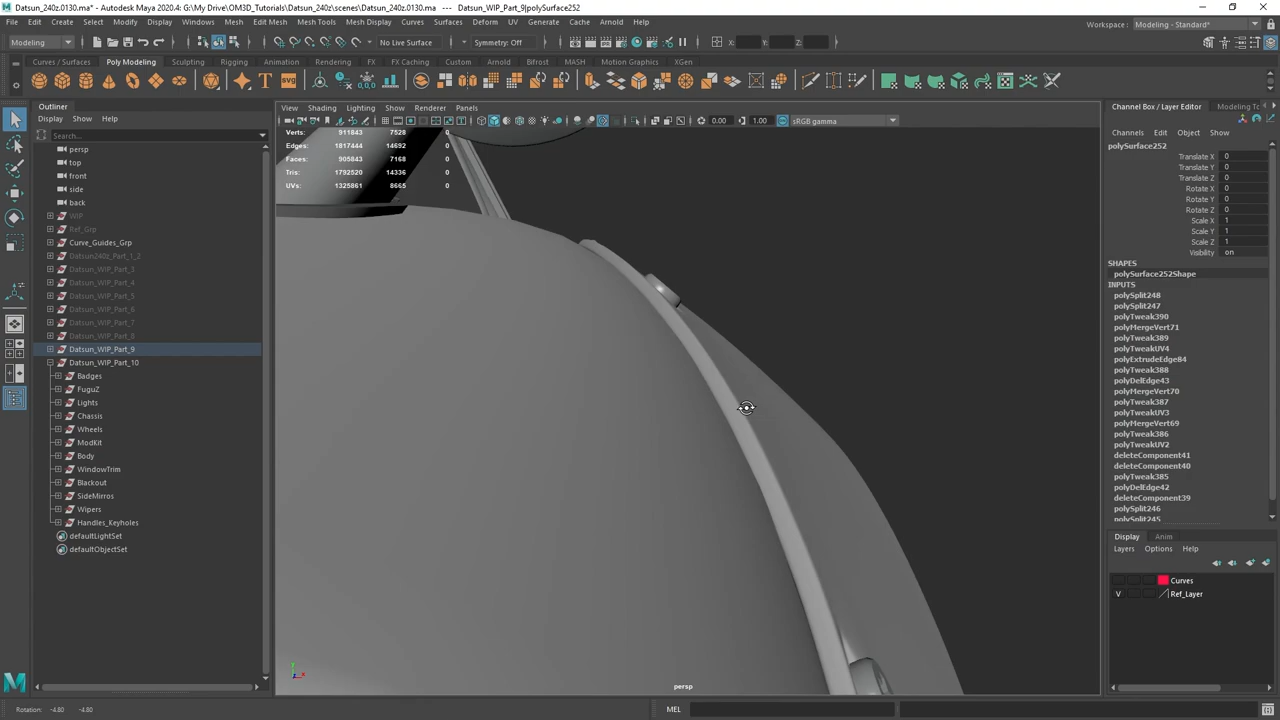 Datsun_240z.0130.ma* - Autodesk Maya 2020.4: G:\My Drive\OM3D_Tutorials\Datsun_240z\scenes\Datsun_240z.0130.ma --- Datsun_WIP_Part_9|polySurface252
File Edit Create Select Modify Display Windows Mesh Edit Mesh Mesh Tools Mesh Display Curves Surfaces Deform UV Generate Cache Arnold Help
Workspace : Modeling - Standard*
Modeling No Live Surface Symmetry: Off X: Y: Z:
Curves / Surfaces Poly Modeling Sculpting Rigging Animation Rendering FX FX Caching Custom Arnold Bifrost MASH Motion Graphics XGen
Outliner
Display Show Help
Search...
persp
top
front
side
back
WIP
Ref_Grp
Curve_Guides_Grp
Datsun240z_Part_1_2
Datsun_WIP_Part_3
Datsun_WIP_Part_4
Datsun_WIP_Part_5
Datsun_WIP_Part_6
Datsun_WIP_Part_7
Datsun_WIP_Part_8
Datsun_WIP_Part_9
Datsun_WIP_Part_10
Badges
FuguZ
Lights
Chassis
Wheels
ModKit
Body
WindowTrim
Blackout
SideMirros
Wipers
Handles_Keyholes
defaultLightSet
defaultObjectSet
View Shading Lighting Show Renderer Panels
0.00 1.00 sRGB gamma
Verts: 911843 7528 0
Edges: 1817444 14692 0
Faces: 905843 7168 0
Tris: 1792520 14336 0
UVs: 1325861 8665 0
persp
Channel Box / Layer Editor Modeling To
Channels Edit Object Show
polySurface252
Translate X 0
Translate Y 0
Translate Z 0
Rotate X 0
Rotate Y 0
Rotate Z 0
Scale X 1
Scale Y 1
Scale Z 1
Visibility on
SHAPES
polySurface252Shape
INPUTS
polySplit248
polySplit247
polyTweak390
polyMergeVert71
polyTweak389
polyTweakUV4
polyExtrudeEdge84
polyTweak388
polyDelEdge43
polyMergeVert70
polyTweak387
polyTweakUV3
polyMergeVert69
polyTweak386
polyTweakUV2
deleteComponent41
deleteComponent40
polyTweak385
polyDelEdge42
deleteComponent39
polySplit246
polySplit245
Display Anim
Layers Options Help
Curves
V Ref_Layer
Rotation: -4.80 -4.80
MEL